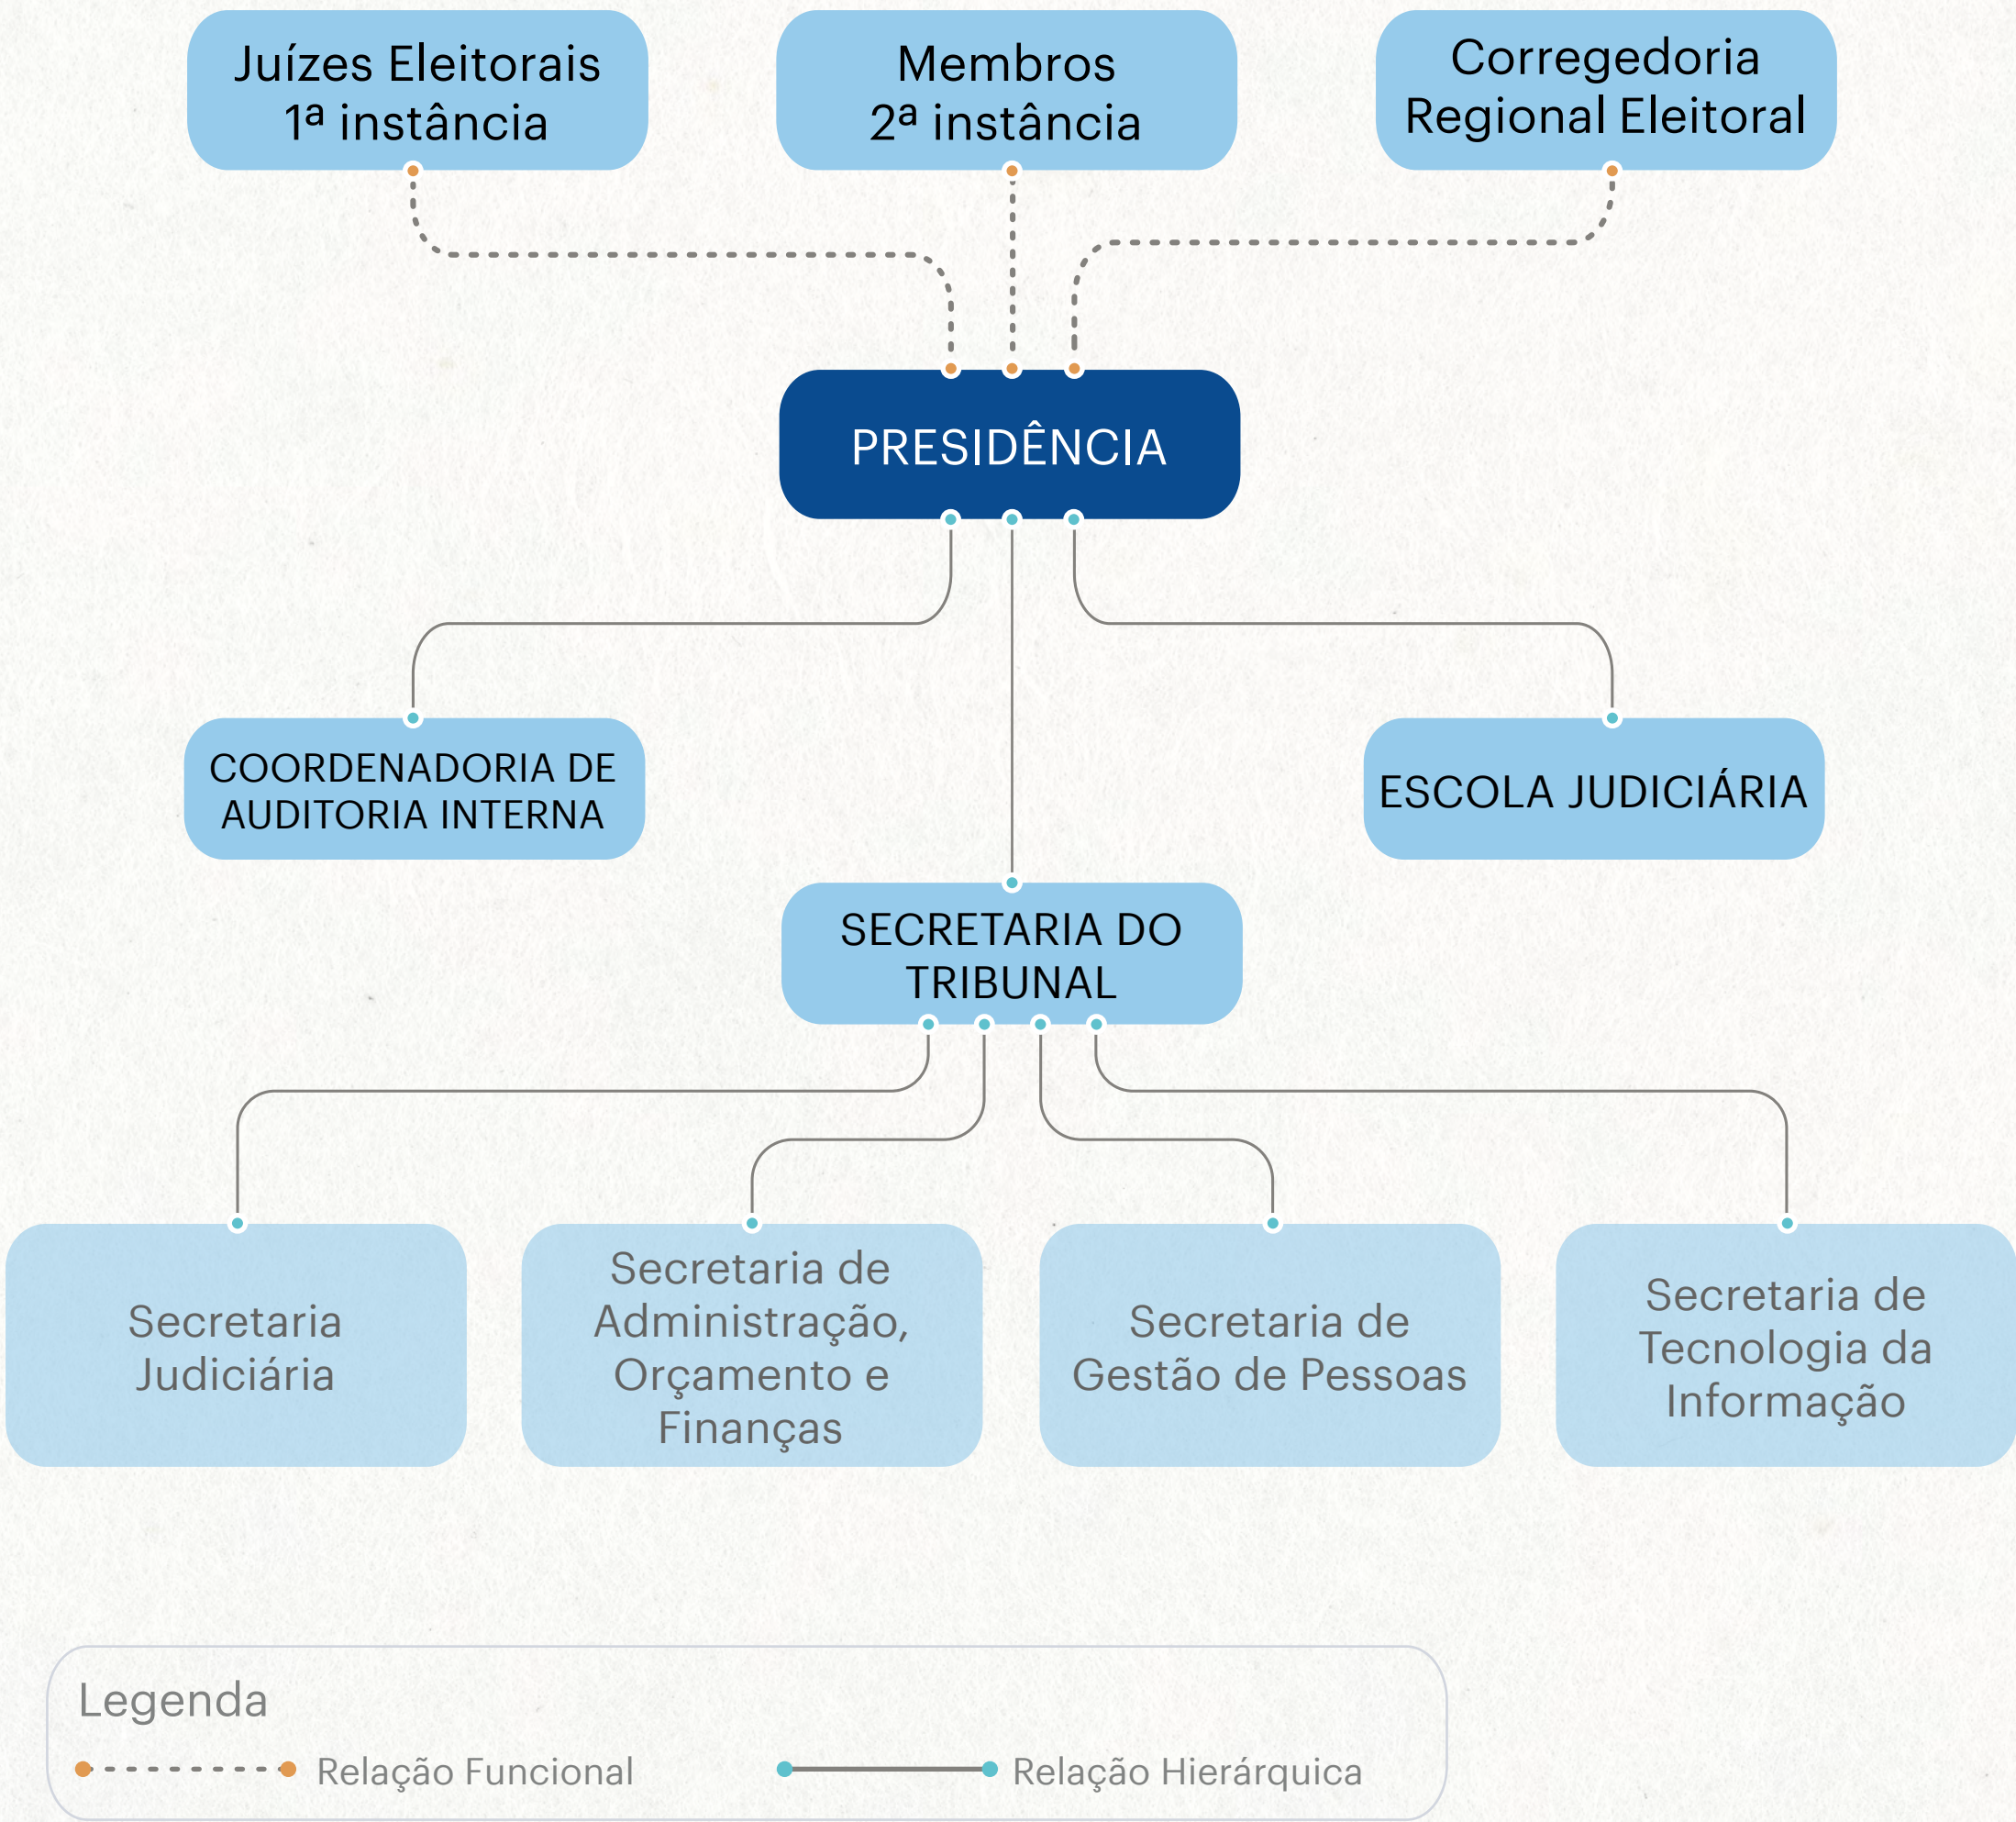 Juízes Eleitorais
1ª instância
Membros
2ª instância
Corregedoria
Regional Eleitoral
PRESIDÊNCIA
COORDENADORIA DE
AUDITORIA INTERNA
ESCOLA JUDICIÁRIA
SECRETARIA DO
TRIBUNAL
Secretaria
Judiciária
Secretaria de
Administração,
Orçamento e
Finanças
Secretaria de
Gestão de Pessoas
Secretaria de
Tecnologia da
Informação
Legenda
Relação Funcional
Relação Hierárquica